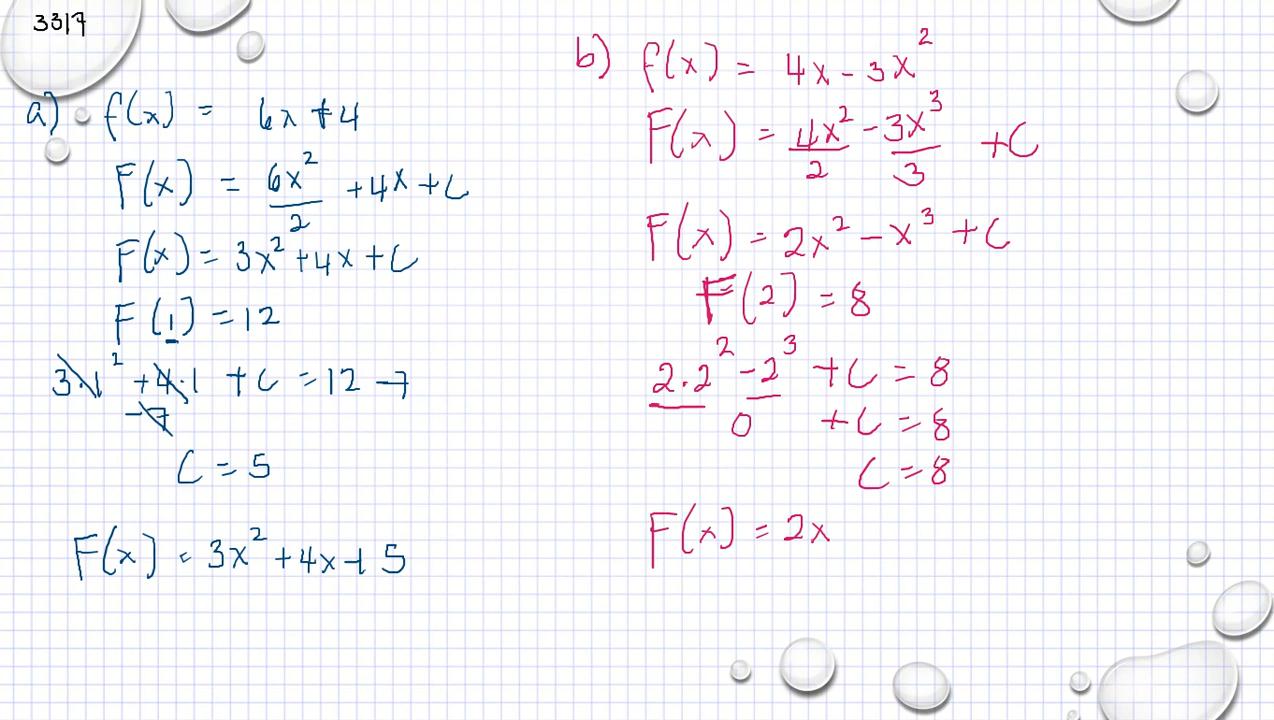 3317
a) f(x) = 6x + 4
F(x) = 6x²/2 + 4x + C
F(x) = 3x² + 4x + C
F(1) = 12
3·1² + 4·1 + C = 12 - 7
-7
C = 5
F(x) = 3x² + 4x + 5
b) f(x) = 4x - 3x²
F(x) = 4x²/2 - 3x³/3 + C
F(x) = 2x² - x³ + C
F(2) = 8
2·2² - 2³ + C = 8
0 + C = 8
C = 8
F(x) = 2x